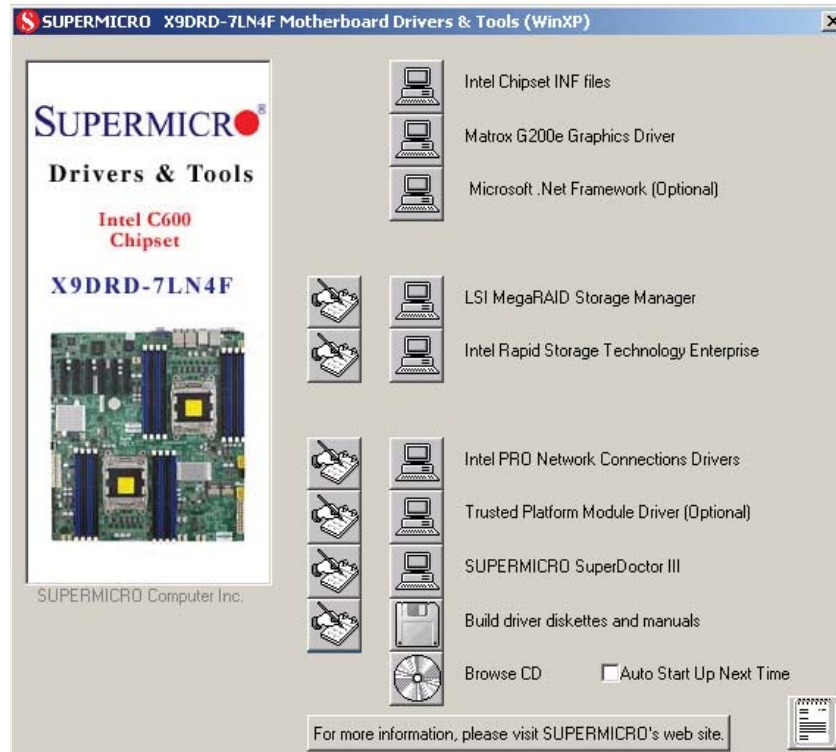 SUPERMICRO X9DRD-7LN4F Motherboard Drivers & Tools (WinXP)
SUPERMICRO®
Drivers & Tools
Intel C600
Chipset
X9DRD-7LN4F
SUPERMICRO Computer Inc.
Intel Chipset INF files
Matrox G200e Graphics Driver
Microsoft .Net Framework (Optional)
LSI MegaRAID Storage Manager
Intel Rapid Storage Technology Enterprise
Intel PRO Network Connections Drivers
Trusted Platform Module Driver (Optional)
SUPERMICRO SuperDoctor III
Build driver diskettes and manuals
Browse CD
Auto Start Up Next Time
For more information, please visit SUPERMICRO's web site.